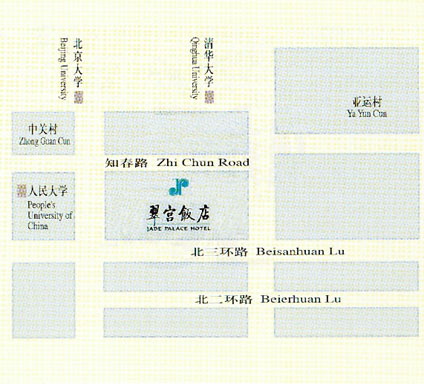 北京大学
Beijing University
清华大学
Qinghua University
亚运村
Ya Yun Cun
中关村
Zhong Guan Cun
知春路 Zhi Chun Road
人民大学
People's
University of
China
翠宫饭店
JADE PALACE HOTEL
北三环路 Beisanhuan Lu
北二环路 Beierhuan Lu